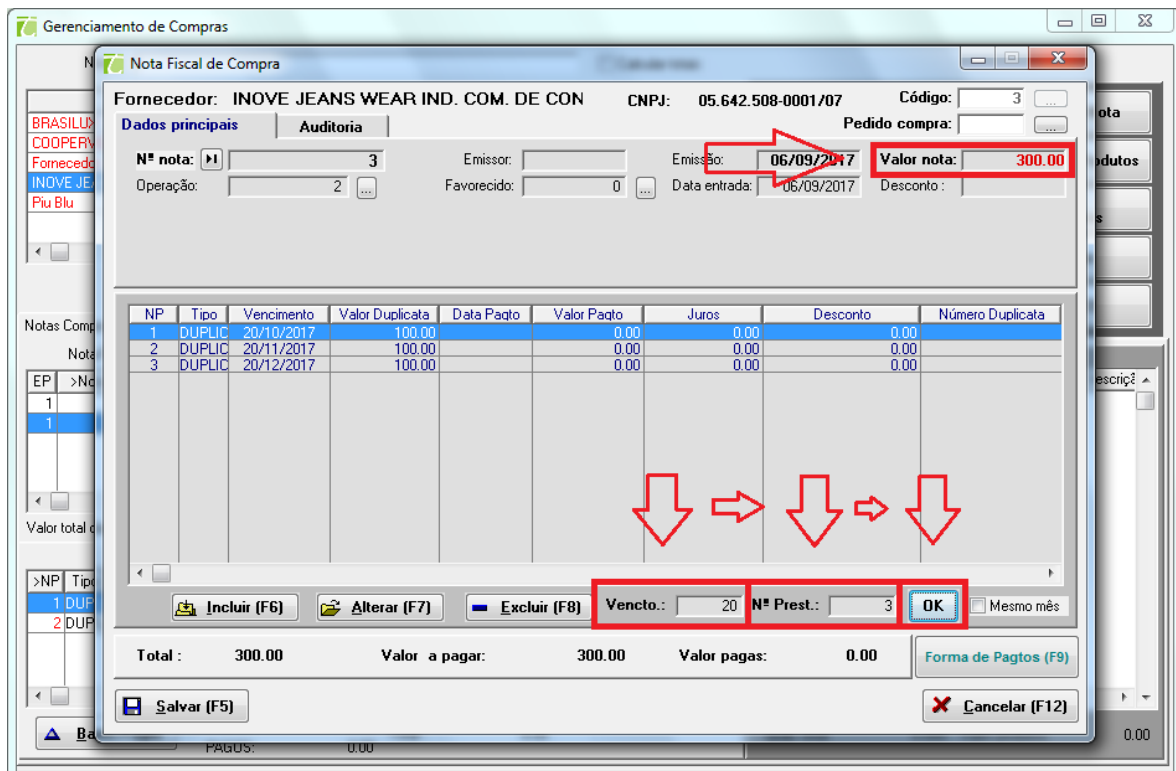 Gerenciamento de Compras
Nota Fiscal de Compra
Fornecedor: INOVE JEANS WEAR IND. COM. DE CON CNPJ: 05.642.508-0001/07 Código: 3 ...
Dados principais Auditoria Pedido compra: ...
Nº nota: 3 Emissor: Emissão: 06/09/2017 Valor nota: 300.00
Operação: 2 ... Favorecido: 0 ... Data entrada: 06/09/2017 Desconto :
BRASILUX
COOPERV
Fornecedo
INOVE JE
Piu Blu
ota
odutos
s
NP Tipo Vencimento Valor Duplicata Data Pagto Valor Pagto Juros Desconto Número Duplicata
1 DUPLIC 20/10/2017 100.00 0.00 0.00 0.00
2 DUPLIC 20/11/2017 100.00 0.00 0.00 0.00
3 DUPLIC 20/12/2017 100.00 0.00 0.00 0.00
Notas Comp
Nota
EP >No
1
1
escriçã
Valor total d
>NP Tipo
1 DUP
2 DUP
Incluir (F6) Alterar (F7) Excluir (F8) Vencto.: 20 Nº Prest.: 3 OK Mesmo mês
Total : 300.00 Valor a pagar: 300.00 Valor pagas: 0.00 Forma de Pagtos (F9)
Salvar (F5) Cancelar (F12)
Ba
PAGOS: 0.00
0.00